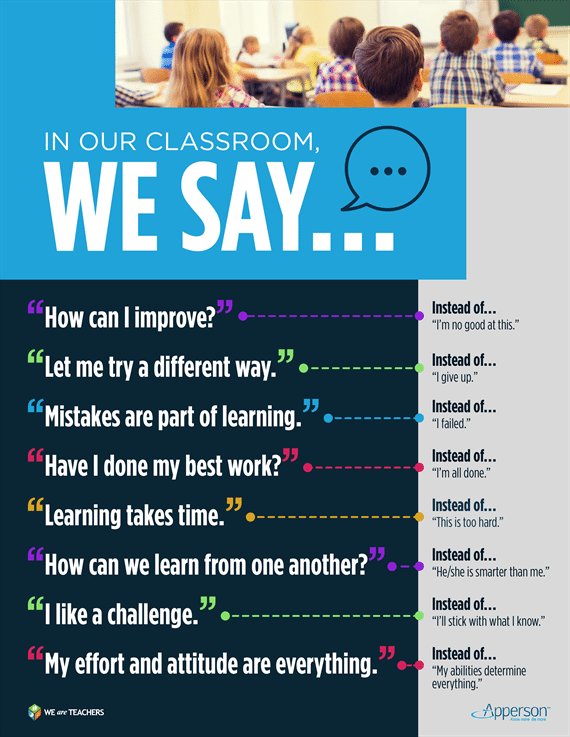 IN OUR CLASSROOM,
WE SAY...
“How can I improve?”
Instead of...
“I’m no good at this.”
“Let me try a different way.”
Instead of...
“I give up.”
“Mistakes are part of learning.”
Instead of...
“I failed.”
“Have I done my best work?”
Instead of...
“I’m all done.”
“Learning takes time.”
Instead of...
“This is too hard.”
“How can we learn from one another?”
Instead of...
“He/she is smarter than me.”
“I like a challenge.”
Instead of...
“I’ll stick with what I know.”
“My effort and attitude are everything.”
Instead of...
“My abilities determine
everything.”
WE are TEACHERS
Apperson™